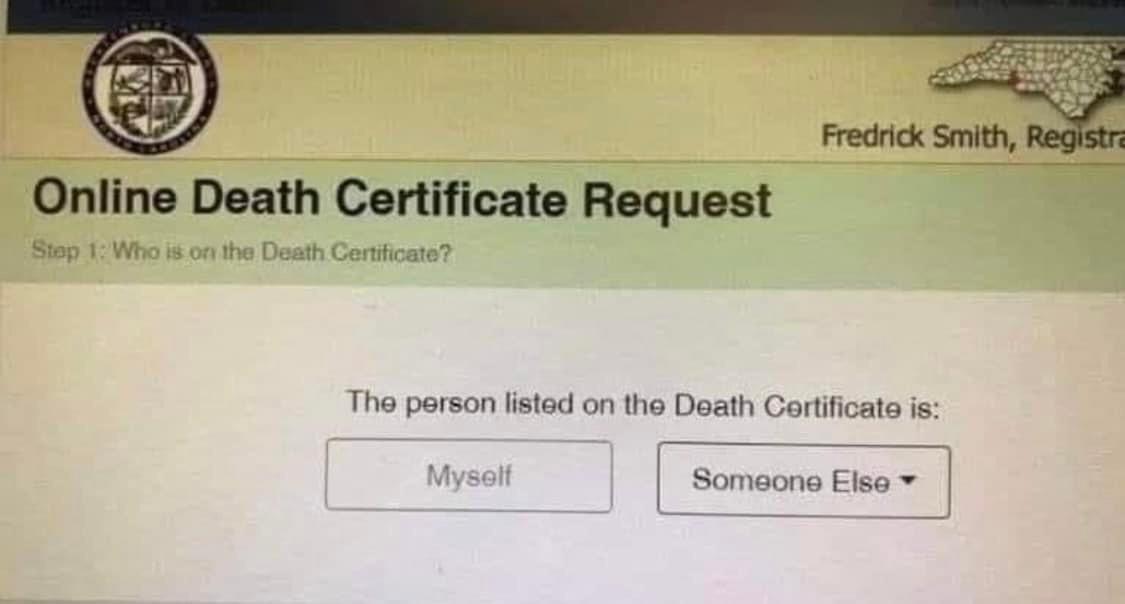 Fredrick Smith, Registra
Online Death Certificate Request
Step 1: Who is on the Death Certificate?
The person listed on the Death Certificate is:
Myself
Someone Else